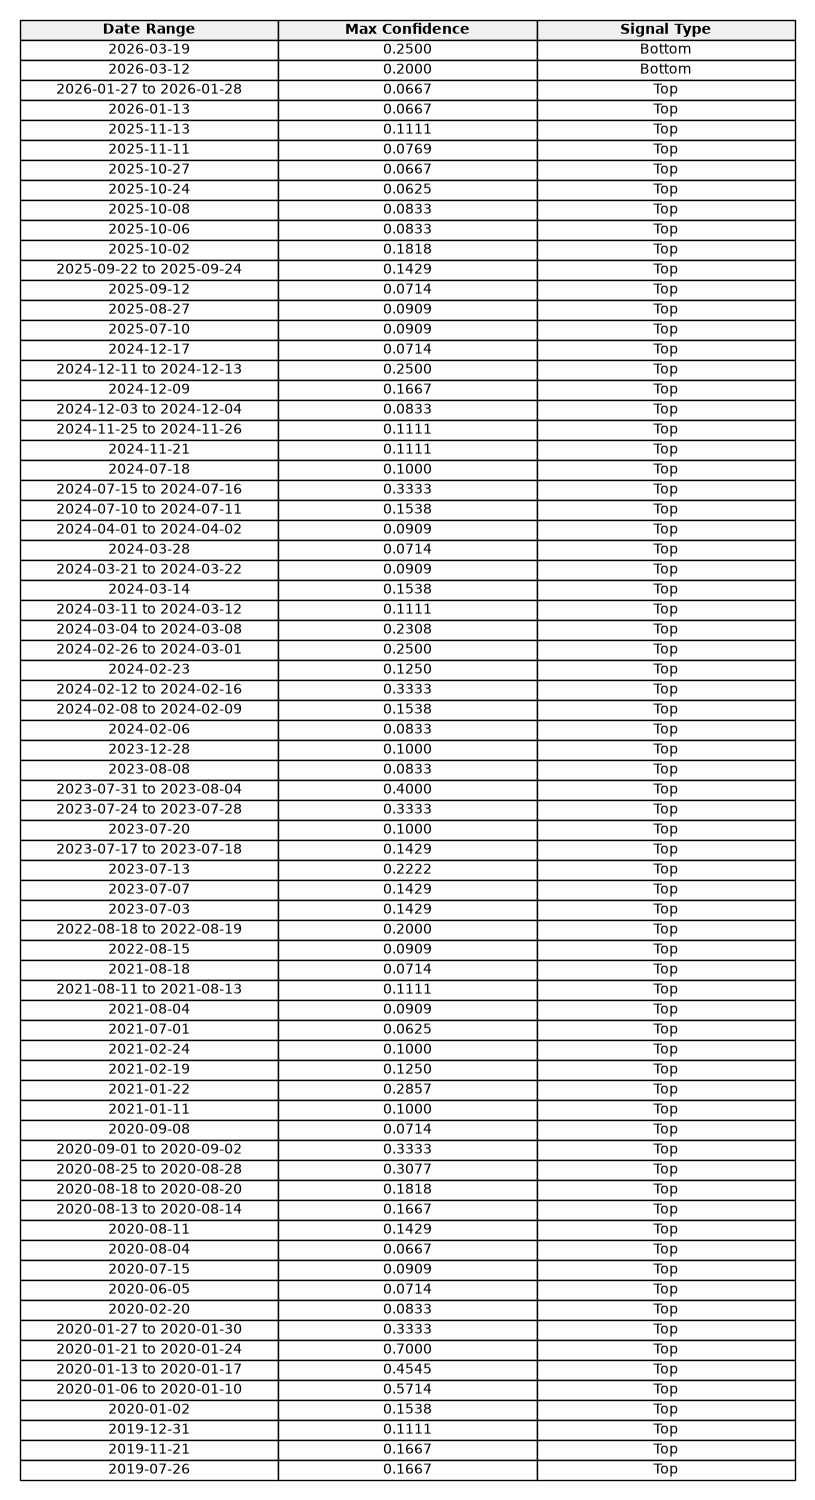 Date Range Max Confidence Signal Type
2026-03-19 0.2500 Bottom
2026-03-12 0.2000 Bottom
2026-01-27 to 2026-01-28 0.0667 Top
2026-01-13 0.0667 Top
2025-11-13 0.1111 Top
2025-11-11 0.0769 Top
2025-10-27 0.0667 Top
2025-10-24 0.0625 Top
2025-10-08 0.0833 Top
2025-10-06 0.0833 Top
2025-10-02 0.1818 Top
2025-09-22 to 2025-09-24 0.1429 Top
2025-09-12 0.0714 Top
2025-08-27 0.0909 Top
2025-07-10 0.0909 Top
2024-12-17 0.0714 Top
2024-12-11 to 2024-12-13 0.2500 Top
2024-12-09 0.1667 Top
2024-12-03 to 2024-12-04 0.0833 Top
2024-11-25 to 2024-11-26 0.1111 Top
2024-11-21 0.1111 Top
2024-07-18 0.1000 Top
2024-07-15 to 2024-07-16 0.3333 Top
2024-07-10 to 2024-07-11 0.1538 Top
2024-04-01 to 2024-04-02 0.0909 Top
2024-03-28 0.0714 Top
2024-03-21 to 2024-03-22 0.0909 Top
2024-03-14 0.1538 Top
2024-03-11 to 2024-03-12 0.1111 Top
2024-03-04 to 2024-03-08 0.2308 Top
2024-02-26 to 2024-03-01 0.2500 Top
2024-02-23 0.1250 Top
2024-02-12 to 2024-02-16 0.3333 Top
2024-02-08 to 2024-02-09 0.1538 Top
2024-02-06 0.0833 Top
2023-12-28 0.1000 Top
2023-08-08 0.0833 Top
2023-07-31 to 2023-08-04 0.4000 Top
2023-07-24 to 2023-07-28 0.3333 Top
2023-07-20 0.1000 Top
2023-07-17 to 2023-07-18 0.1429 Top
2023-07-13 0.2222 Top
2023-07-07 0.1429 Top
2023-07-03 0.1429 Top
2022-08-18 to 2022-08-19 0.2000 Top
2022-08-15 0.0909 Top
2021-08-18 0.0714 Top
2021-08-11 to 2021-08-13 0.1111 Top
2021-08-04 0.0909 Top
2021-07-01 0.0625 Top
2021-02-24 0.1000 Top
2021-02-19 0.1250 Top
2021-01-22 0.2857 Top
2021-01-11 0.1000 Top
2020-09-08 0.0714 Top
2020-09-01 to 2020-09-02 0.3333 Top
2020-08-25 to 2020-08-28 0.3077 Top
2020-08-18 to 2020-08-20 0.1818 Top
2020-08-13 to 2020-08-14 0.1667 Top
2020-08-11 0.1429 Top
2020-08-04 0.0667 Top
2020-07-15 0.0909 Top
2020-06-05 0.0714 Top
2020-02-20 0.0833 Top
2020-01-27 to 2020-01-30 0.3333 Top
2020-01-21 to 2020-01-24 0.7000 Top
2020-01-13 to 2020-01-17 0.4545 Top
2020-01-06 to 2020-01-10 0.5714 Top
2020-01-02 0.1538 Top
2019-12-31 0.1111 Top
2019-11-21 0.1667 Top
2019-07-26 0.1667 Top